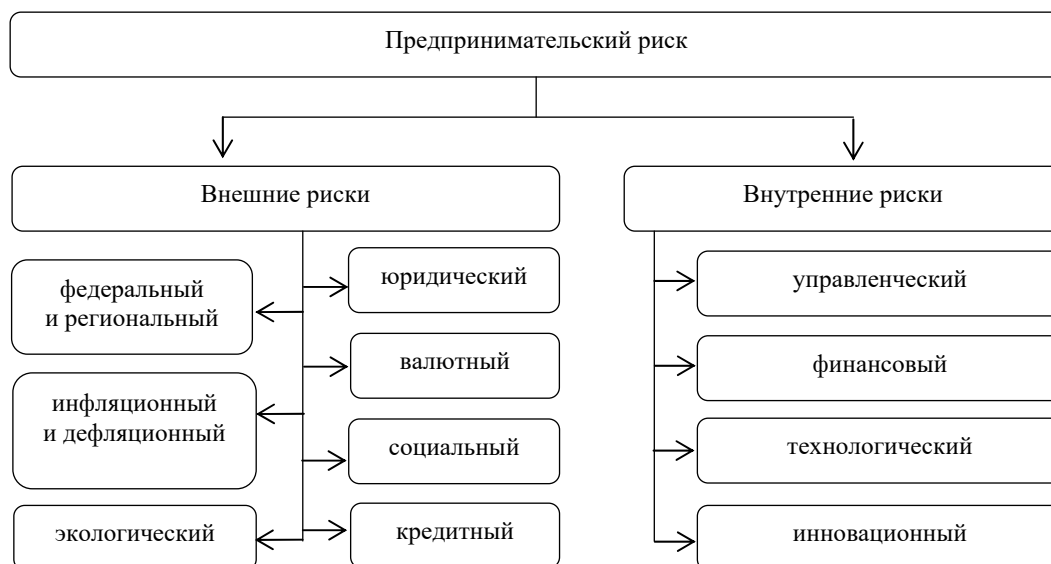 Предпринимательский риск
Внешние риски
Внутренние риски
федеральный
и региональный
инфляционный
и дефляционный
экологический
юридический
валютный
социальный
кредитный
управленческий
финансовый
технологический
инновационный